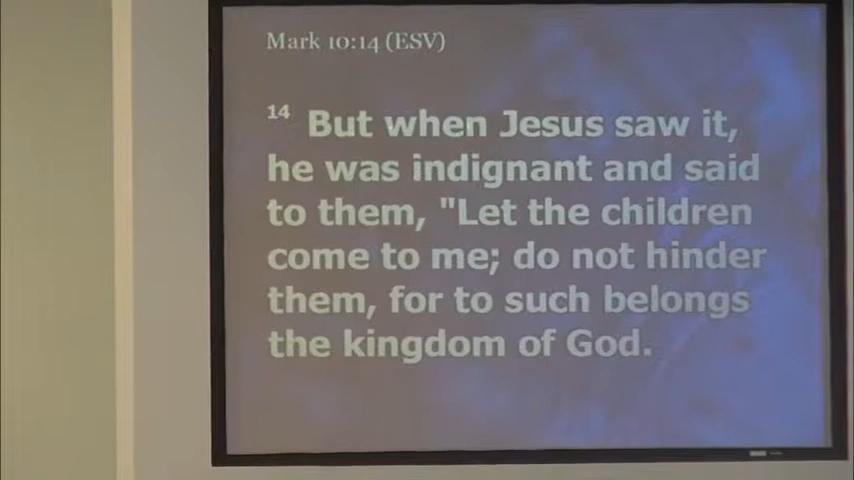 Mark 10:14 (ESV)
14 But when Jesus saw it,
he was indignant and said
to them, "Let the children
come to me; do not hinder
them, for to such belongs
the kingdom of God.